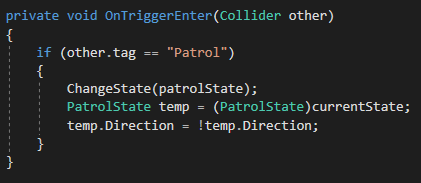 private void OnTriggerEnter(Collider other)
{
if (other.tag == "Patrol")
{
ChangeState(patrolState);
PatrolState temp = (PatrolState)currentState;
temp.Direction = !temp.Direction;
}
}